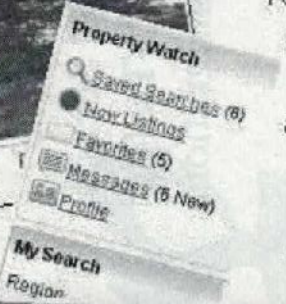 Property Watch
Saved Searches (6)
New Listings
Favorites (5)
Messages (5 New)
Profile
My Search
Region